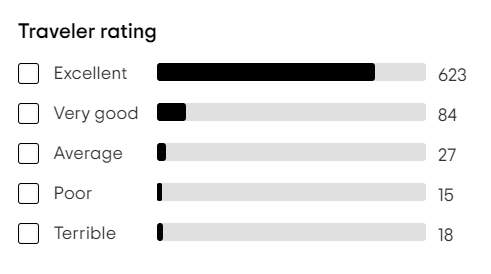 Traveler rating
Excellent 623
Very good 84
Average 27
Poor 15
Terrible 18